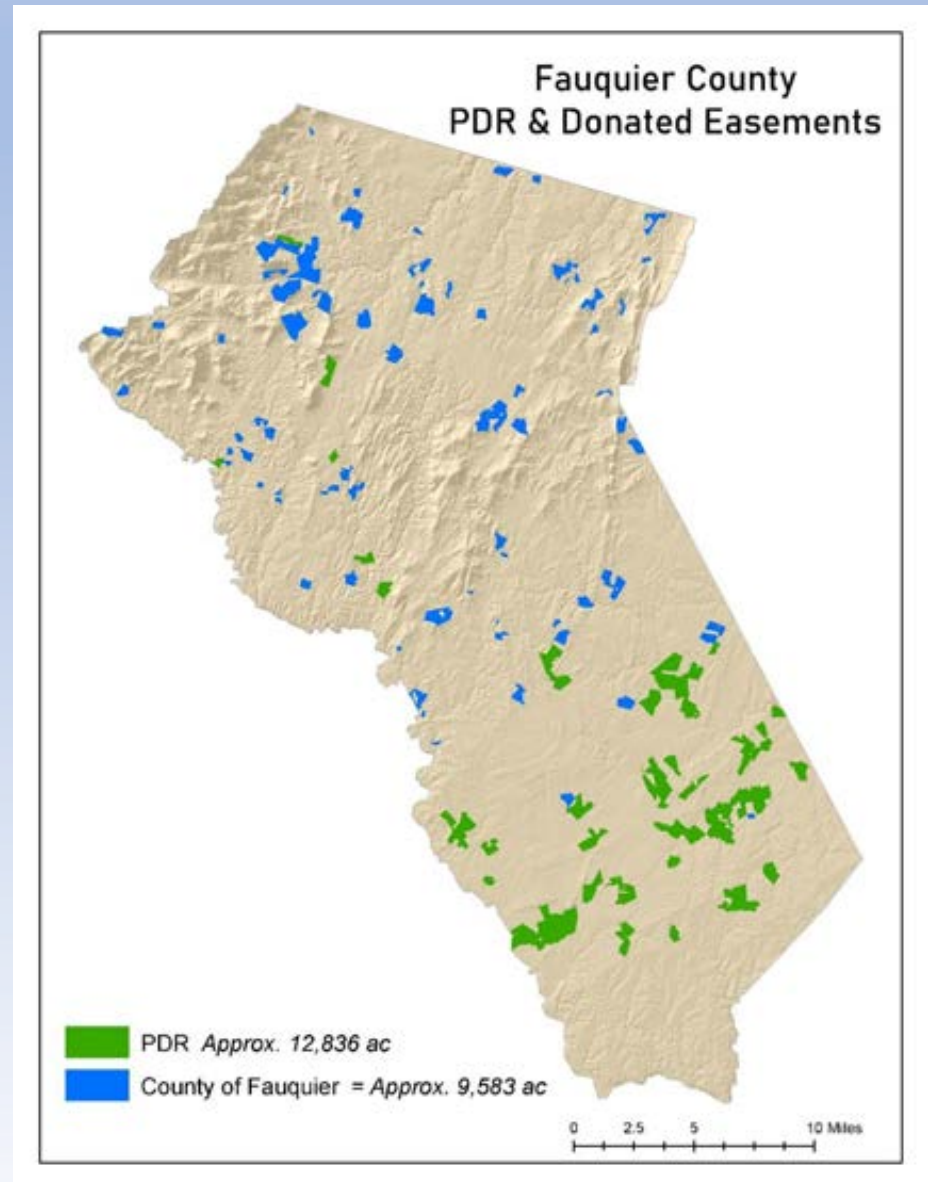 Fauquier County
PDR & Donated Easements
PDR Approx. 12,836 ac
County of Fauquier = Approx. 9,583 ac
0 2.5 5 10 Miles